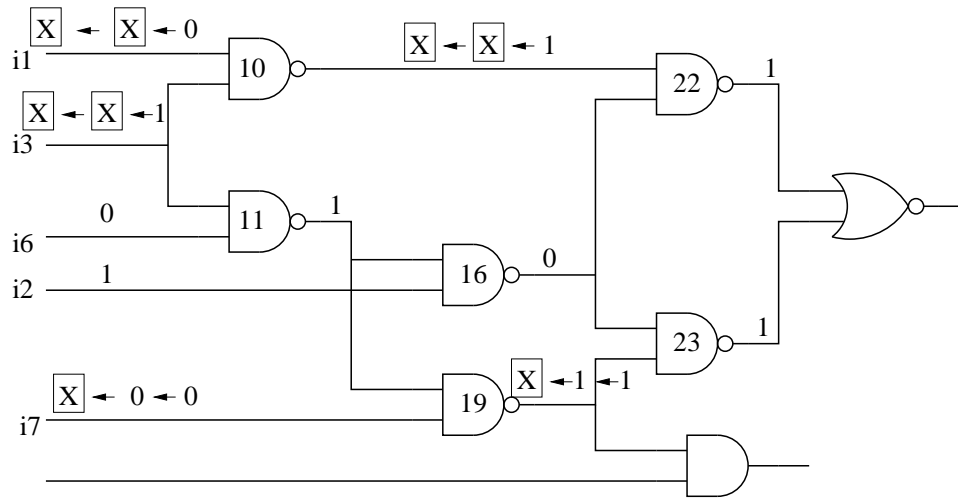 X ← X ← 0
i1
10
X ← X ← 1
22
1
X ← X ← 1
i3
0
i6
11
1
1
i2
16
0
23
1
X ← 0 ← 0
i7
19
X ← 1 ← 1